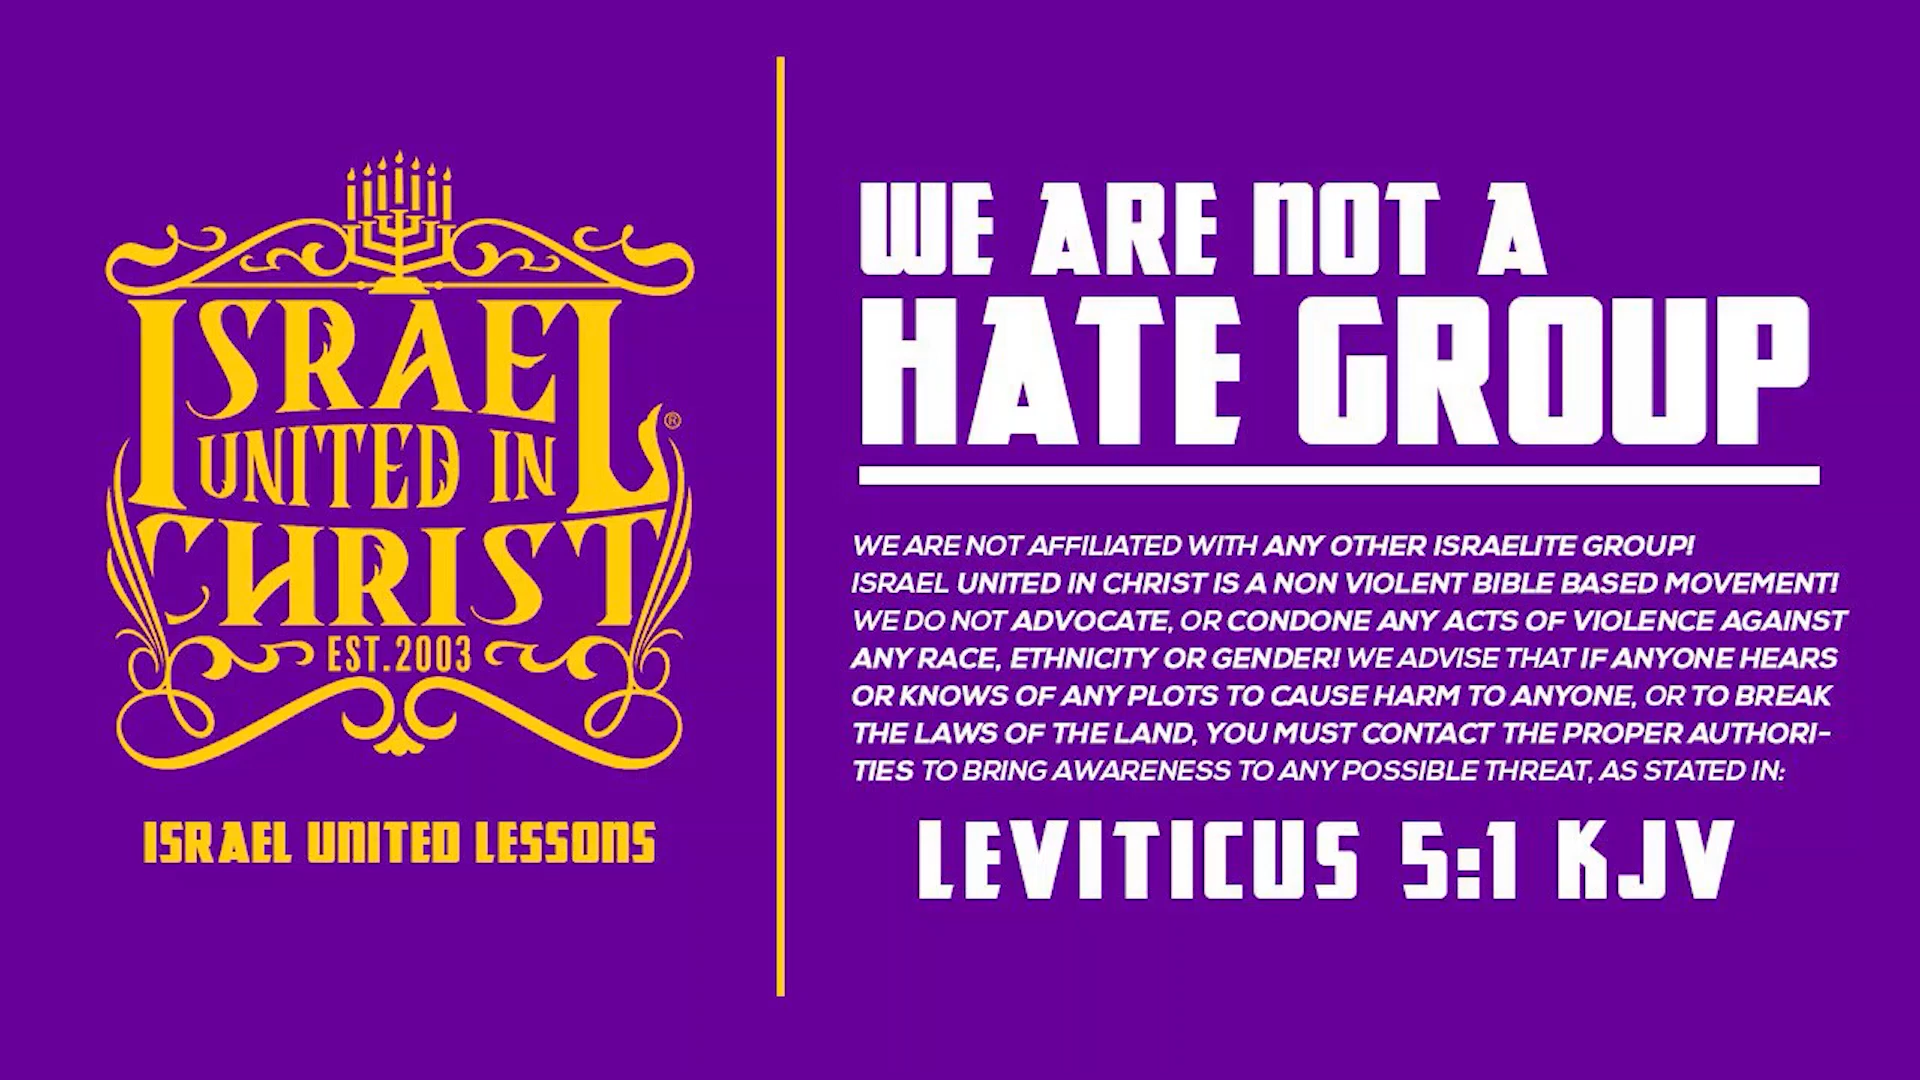 ISRAEL
UNITED IN
CHRIST
®
EST.2003
ISRAEL UNITED LESSONS
WE ARE NOT A
HATE GROUP
WE ARE NOT AFFILIATED WITH ANY OTHER ISRAELITE GROUP!
ISRAEL UNITED IN CHRIST IS A NON VIOLENT BIBLE BASED MOVEMENT!
WE DO NOT ADVOCATE, OR CONDONE ANY ACTS OF VIOLENCE AGAINST
ANY RACE, ETHNICITY OR GENDER! WE ADVISE THAT IF ANYONE HEARS
OR KNOWS OF ANY PLOTS TO CAUSE HARM TO ANYONE, OR TO BREAK
THE LAWS OF THE LAND, YOU MUST CONTACT THE PROPER AUTHORI-
TIES TO BRING AWARENESS TO ANY POSSIBLE THREAT, AS STATED IN:
LEVITICUS 5:1 KJV